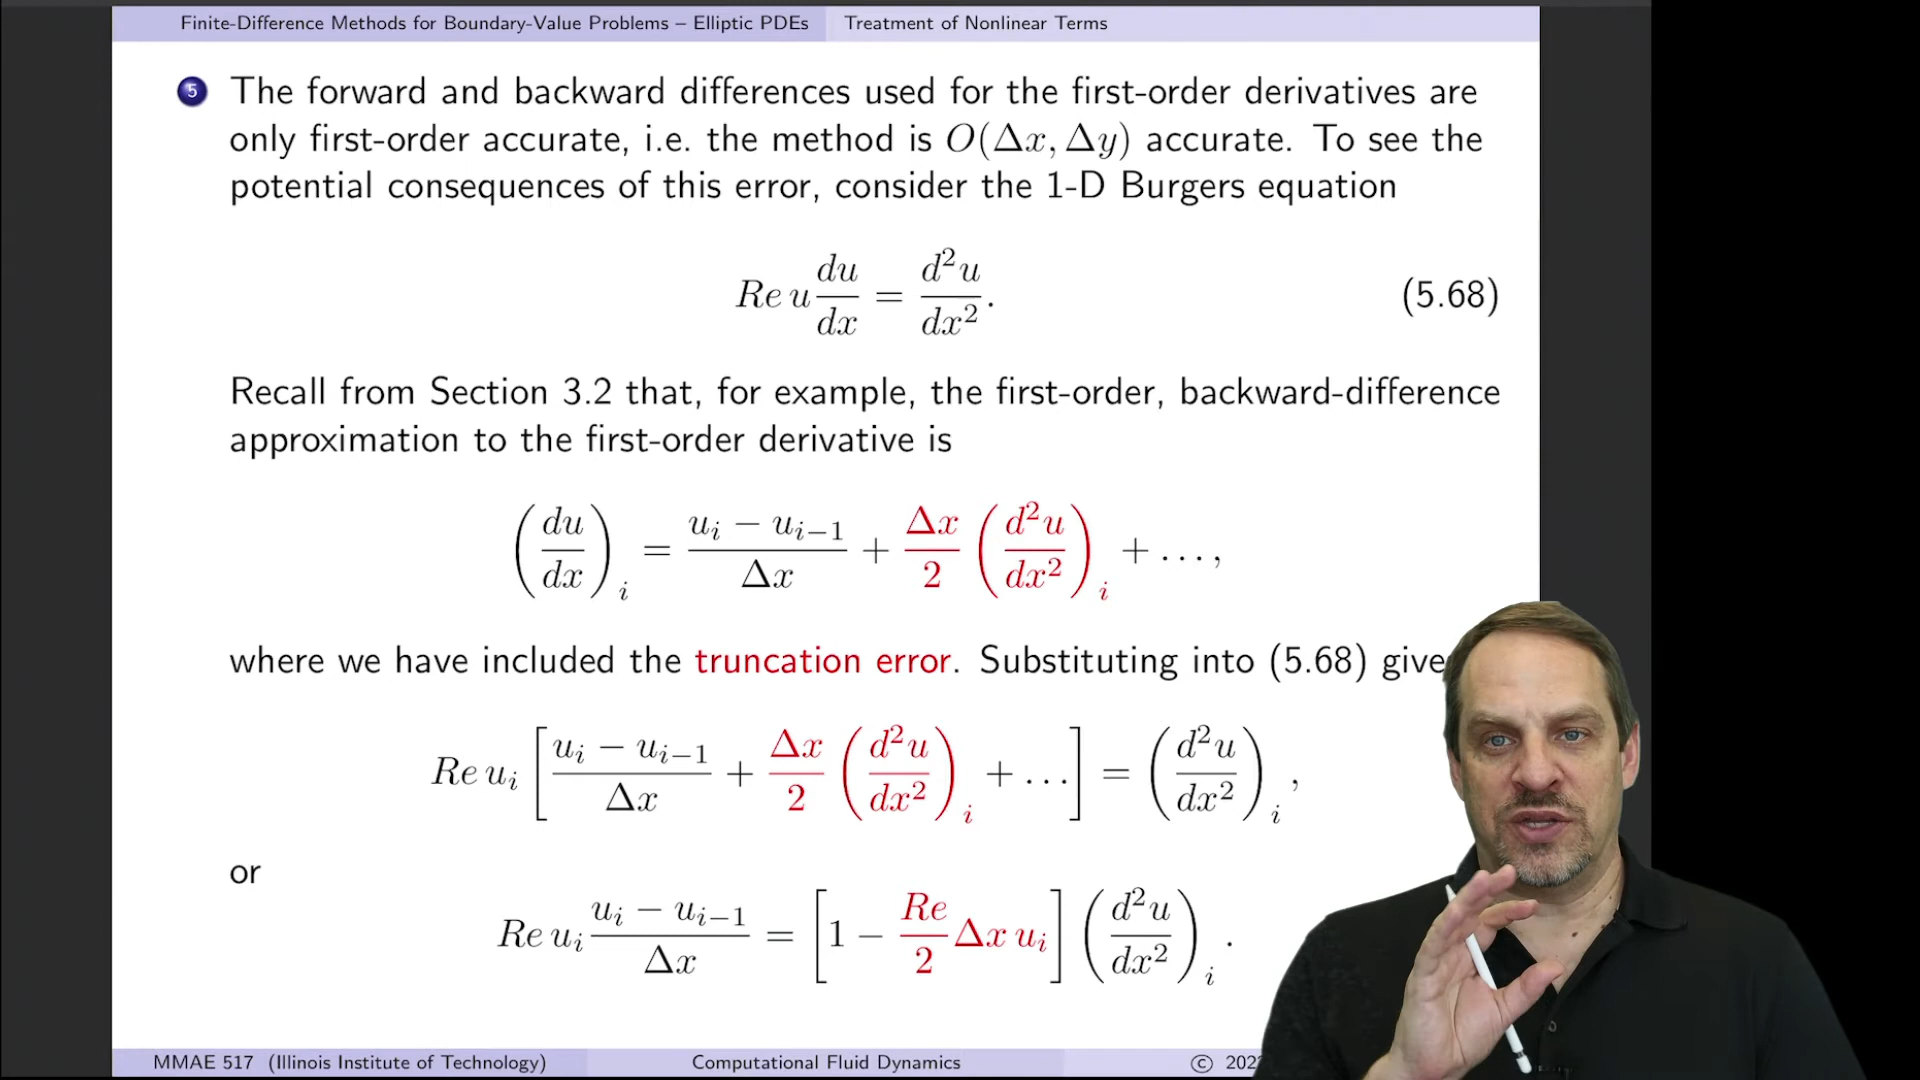 Finite-Difference Methods for Boundary-Value Problems – Elliptic PDEs Treatment of Nonlinear Terms
5 The forward and backward differences used for the first-order derivatives are
only first-order accurate, i.e. the method is O(Δx, Δy) accurate. To see the
potential consequences of this error, consider the 1-D Burgers equation
Re u du/dx = d²u/dx². (5.68)
Recall from Section 3.2 that, for example, the first-order, backward-difference
approximation to the first-order derivative is
(du/dx)_i = (u_i − u_{i−1})/Δx + Δx/2 (d²u/dx²)_i + ...,
where we have included the truncation error. Substituting into (5.68) give
Re u_i [(u_i − u_{i−1})/Δx + Δx/2 (d²u/dx²)_i + ...] = (d²u/dx²)_i,
or
Re u_i (u_i − u_{i−1})/Δx = [1 − Re/2 Δx u_i] (d²u/dx²)_i.
MMAE 517 (Illinois Institute of Technology) Computational Fluid Dynamics © 202